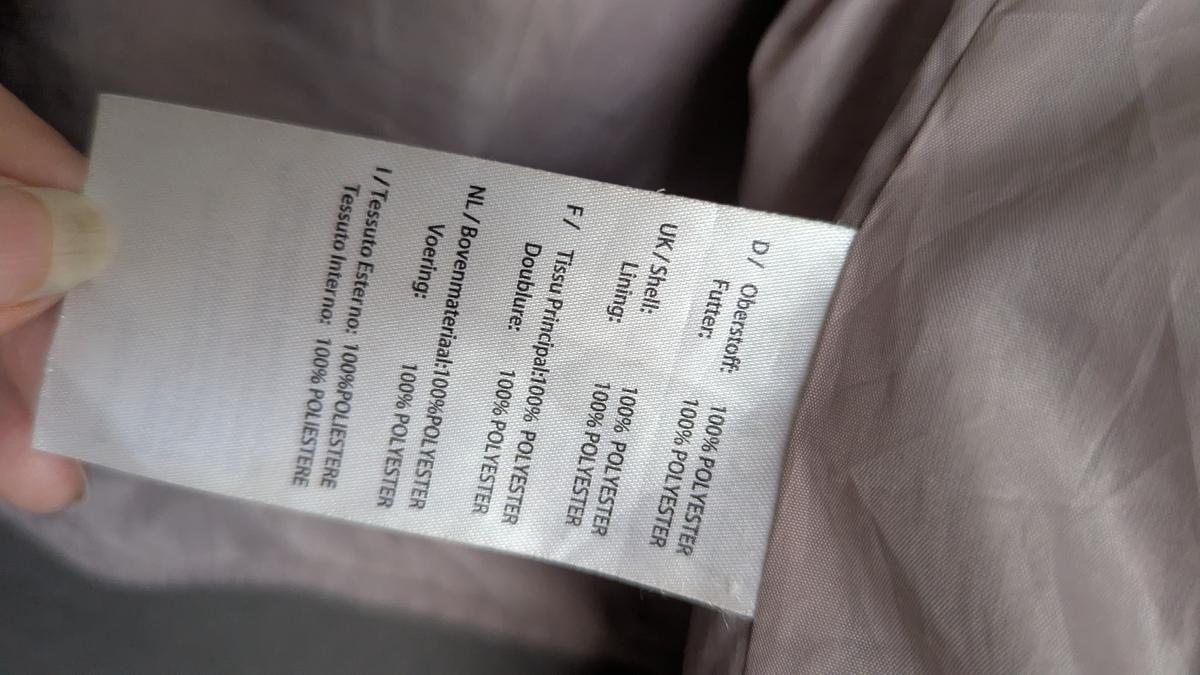 D/ Oberstoff: 100% POLYESTER
Futter: 100% POLYESTER
UK/Shell: 100% POLYESTER
Lining: 100% POLYESTER
F/ Tissu Principal:100% POLYESTER
Doublure: 100% POLYESTER
NL/Bovenmateriaal:100%POLYESTER
Voering: 100% POLYESTER
I/Tessuto Esterno: 100%POLIESTERE
Tessuto Interno: 100% POLIESTERE